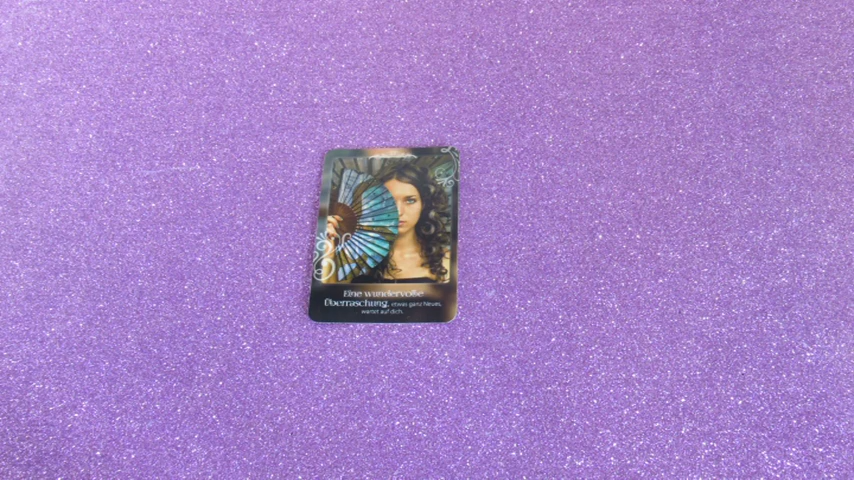 Eine wundervolle
Überraschung, etwas ganz Neues,
wartet auf dich.